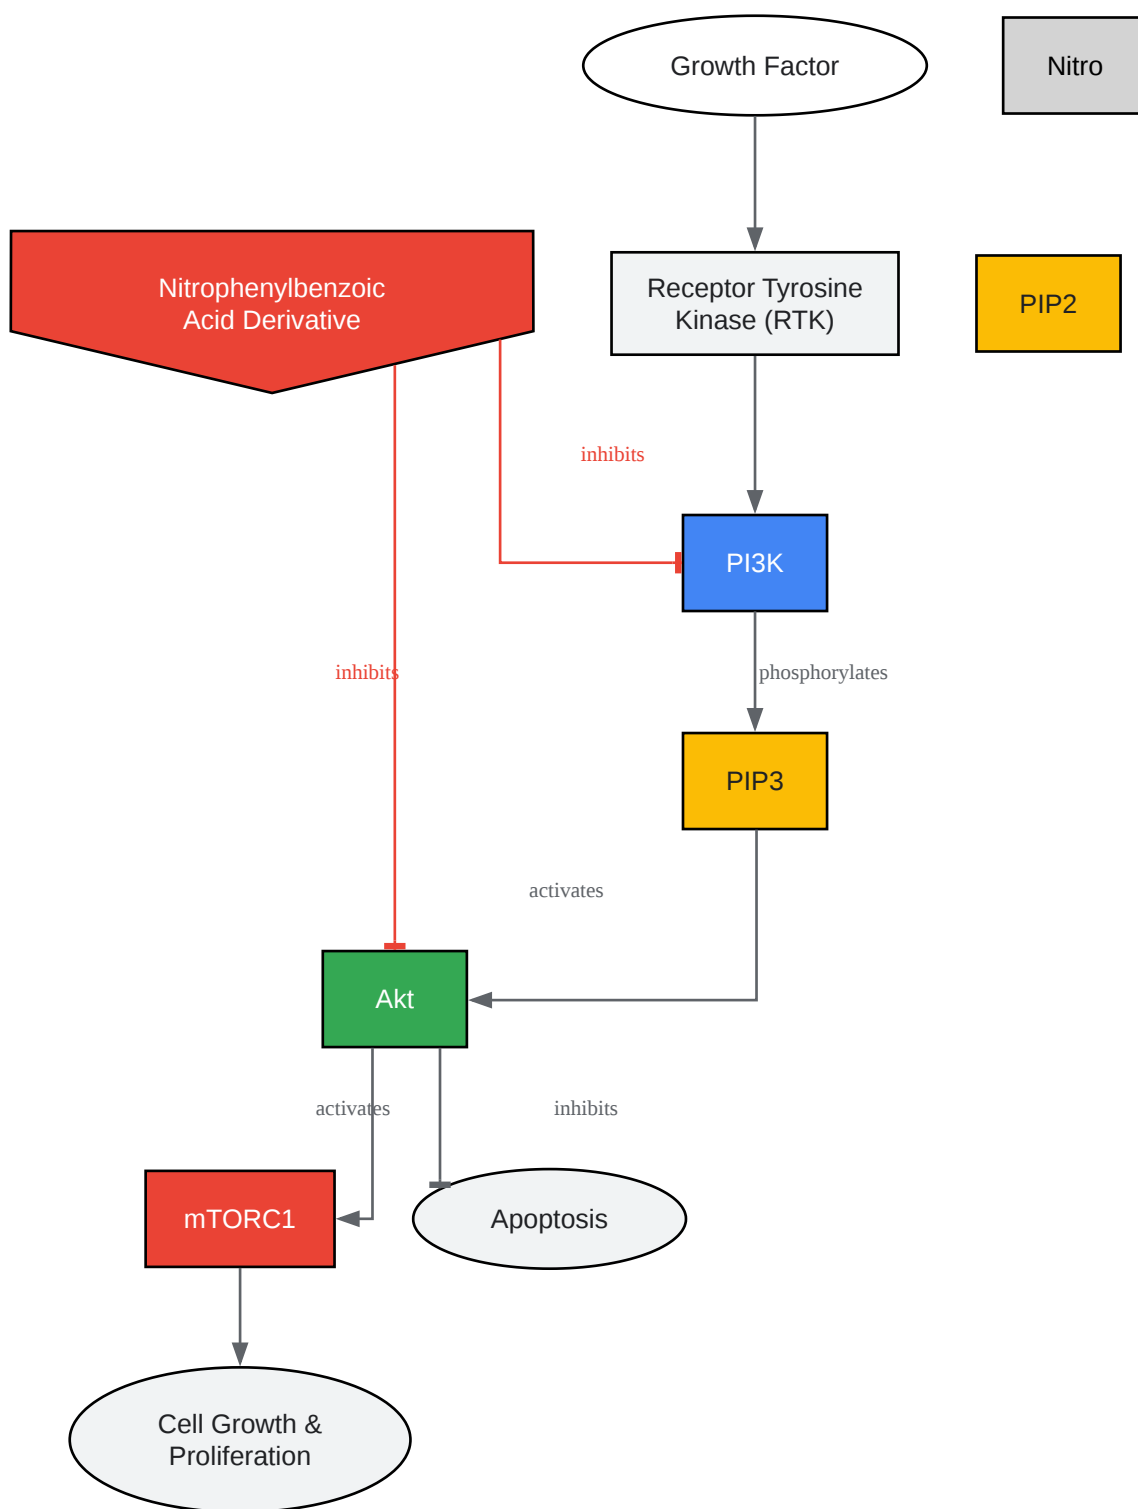 Growth Factor
Nitro
Nitrophenylbenzoic
Acid Derivative
Receptor Tyrosine
Kinase (RTK)
PIP2
inhibits
PI3K
inhibits
phosphorylates
PIP3
activates
Akt
activates
inhibits
mTORC1
Apoptosis
Cell Growth &
Proliferation